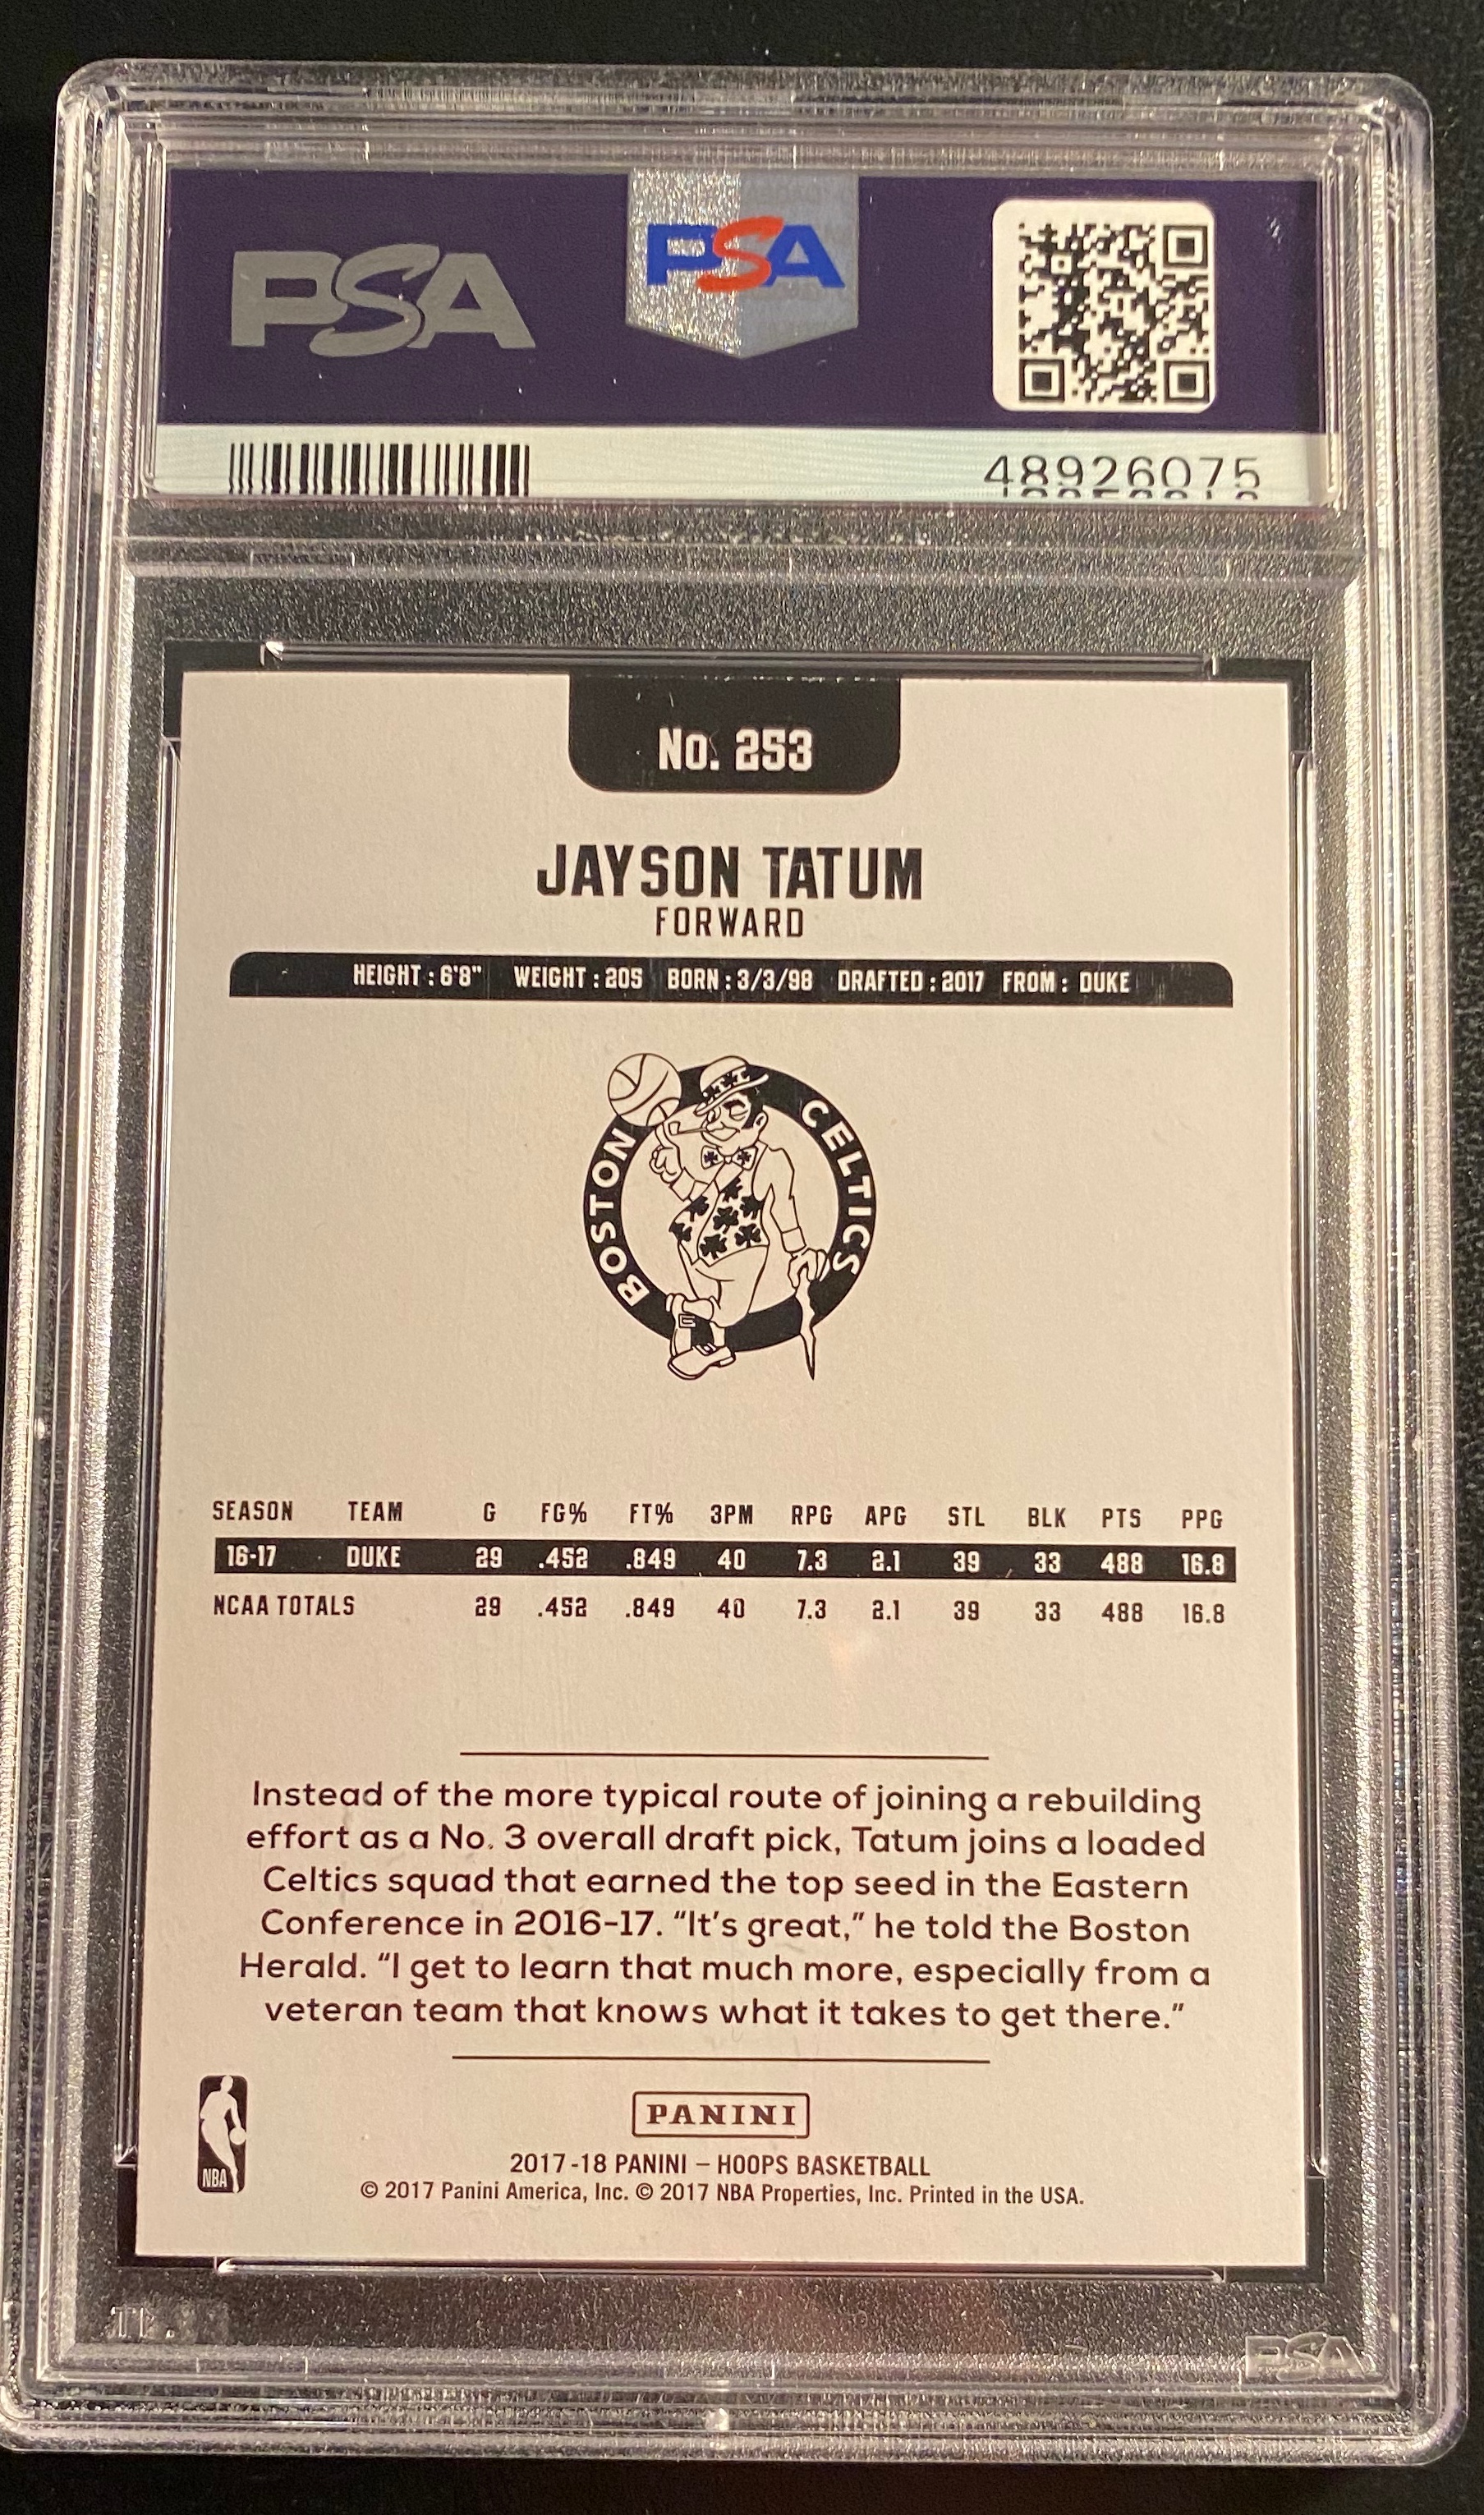 PSA
PSA
48926075
No. 253
JAYSON TATUM
FORWARD
HEIGHT : 6'8" WEIGHT : 205 BORN : 3/3/98 DRAFTED : 2017 FROM : DUKE
BOSTON CELTICS
SEASON TEAM G FG% FT% 3PM RPG APG STL BLK PTS PPG
16-17 DUKE 29 .452 .849 40 7.3 2.1 39 33 488 16.8
NCAA TOTALS 29 .452 .849 40 7.3 2.1 39 33 488 16.8
Instead of the more typical route of joining a rebuilding
effort as a No. 3 overall draft pick, Tatum joins a loaded
Celtics squad that earned the top seed in the Eastern
Conference in 2016-17. “It’s great,” he told the Boston
Herald. “I get to learn that much more, especially from a
veteran team that knows what it takes to get there.”
NBA
PANINI
2017-18 PANINI – HOOPS BASKETBALL
© 2017 Panini America, Inc. © 2017 NBA Properties, Inc. Printed in the USA.
PSA